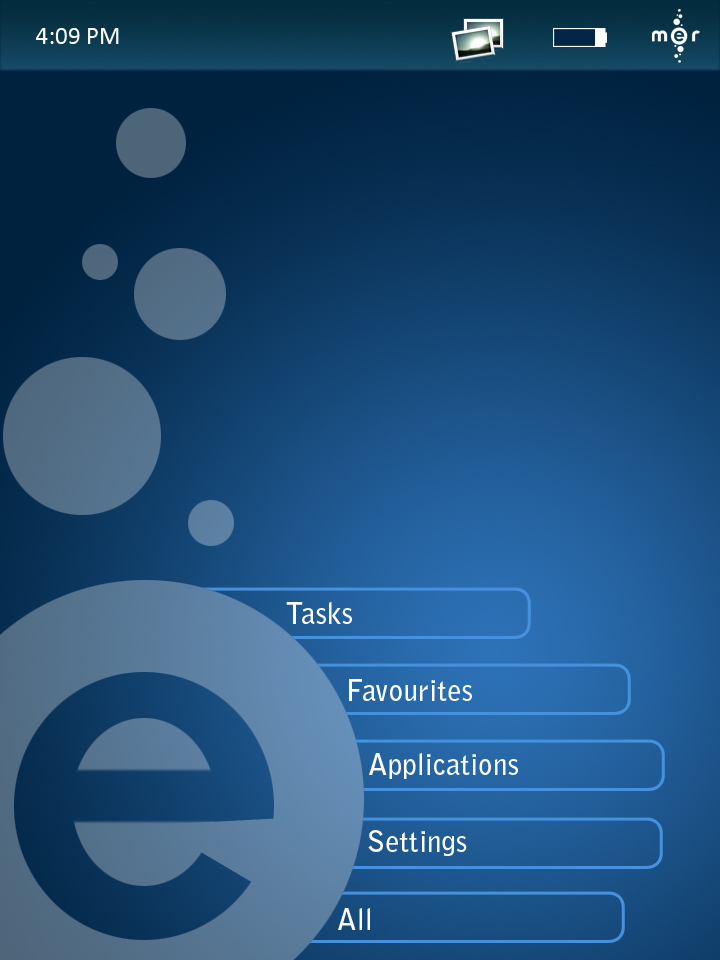 4:09 PM
mer
Tasks
Favourites
Applications
Settings
All
e